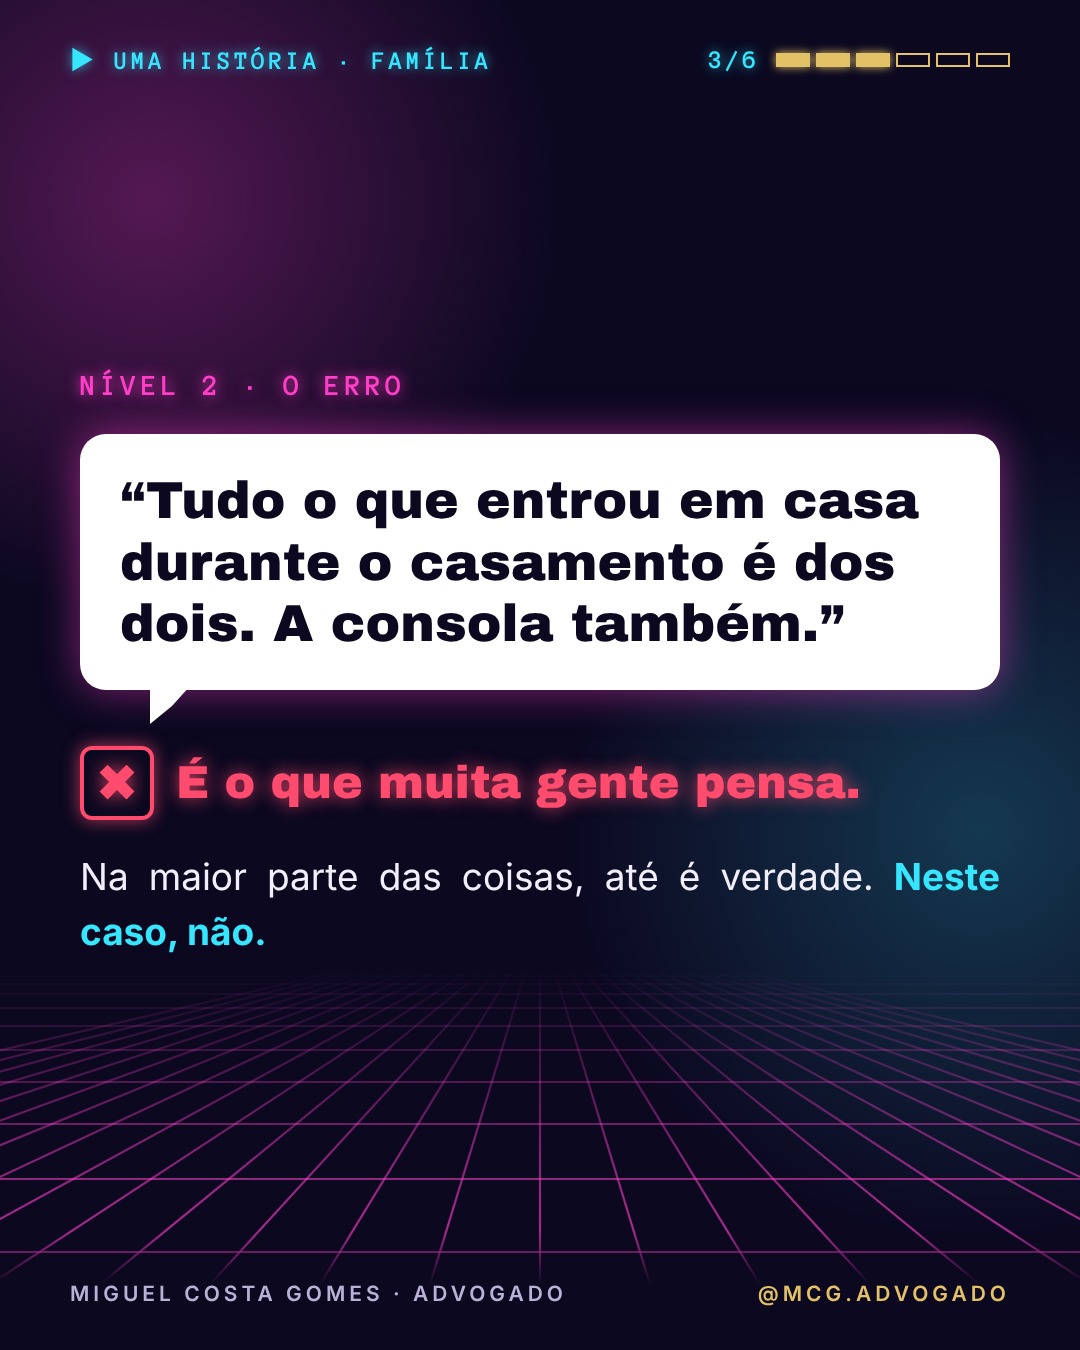 ▶ UMA HISTÓRIA · FAMÍLIA
3/6
NÍVEL 2 · O ERRO
“Tudo o que entrou em casa
durante o casamento é dos
dois. A consola também.”
✖ É o que muita gente pensa.
Na maior parte das coisas, até é verdade. Neste
caso, não.
MIGUEL COSTA GOMES · ADVOGADO
@MCG.ADVOGADO